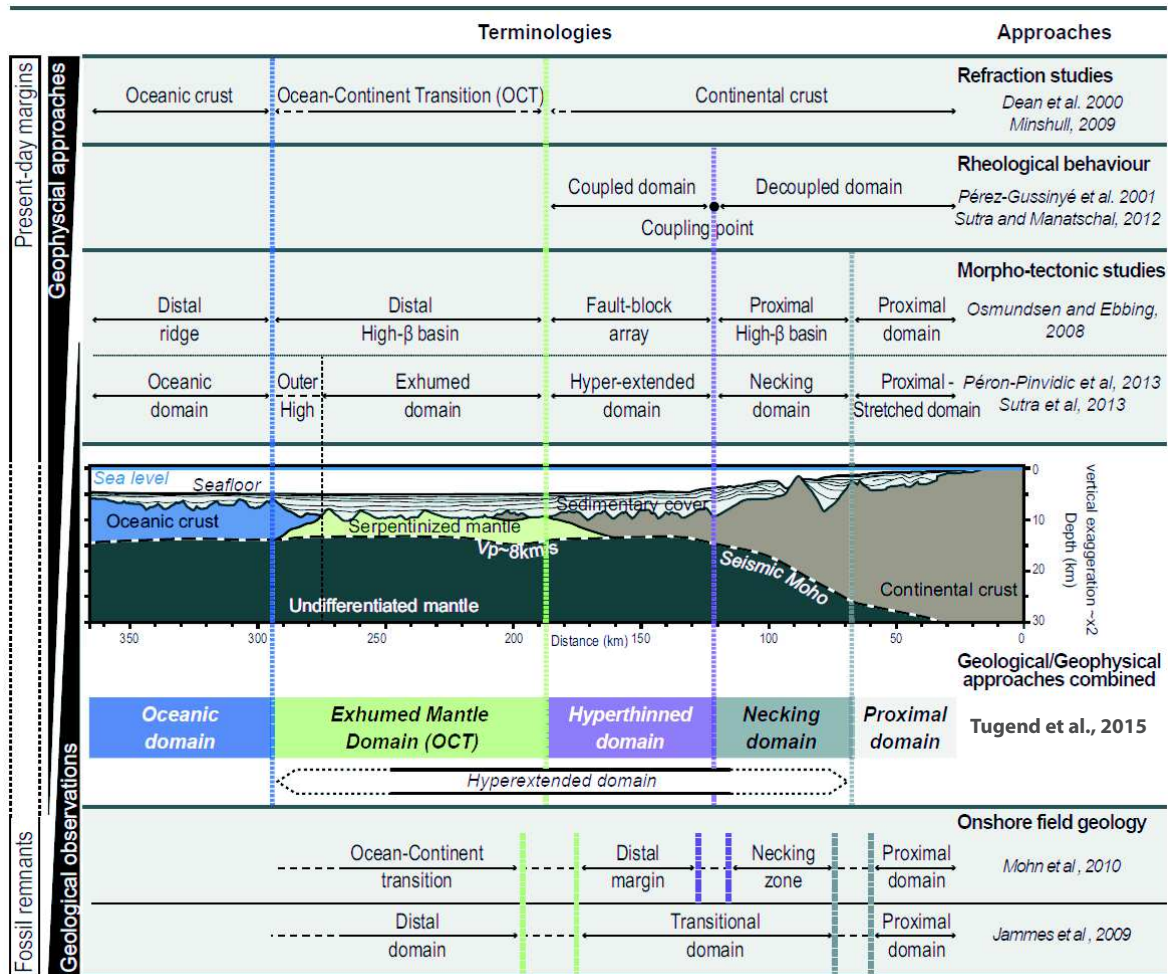 Terminologies
Approaches
Present-day margins
Geophyscial approaches
Refraction studies
Oceanic crust
Ocean-Continent Transition (OCT)
Continental crust
Dean et al. 2000
Minshull, 2009
Rheological behaviour
Coupled domain
Decoupled domain
Pérez-Gussinyé et al. 2001
Sutra and Manatschal, 2012
Coupling point
Morpho-tectonic studies
Distal
ridge
Distal
High-β basin
Fault-block
array
Proximal
High-β basin
Proximal
domain
Osmundsen and Ebbing,
2008
Oceanic
domain
Outer
High
Exhumed
domain
Hyper-extended
domain
Necking
domain
Proximal -
Stretched domain
Péron-Pinvidic et al, 2013
Sutra et al, 2013
Sea level
Seafloor
Sedimentary cover
Oceanic crust
Serpentinized mantle
Vp~8km/s
Seismic Moho
Continental crust
Undifferentiated mantle
0
10
20
30
Depth (km)
vertical exaggeration ~x2
350
300
250
200
Distance (km)
150
100
50
0
Geological/Geophysical
approaches combined
Oceanic
domain
Exhumed Mantle
Domain (OCT)
Hyperthinned
domain
Necking
domain
Proximal
domain
Tugend et al., 2015
Hyperextended domain
Fossil remnants
Geological observations
Onshore field geology
Ocean-Continent
transition
Distal
margin
Necking
zone
Proximal
domain
Mohn et al, 2010
Distal
domain
Transitional
domain
Proximal
domain
Jammes et al, 2009